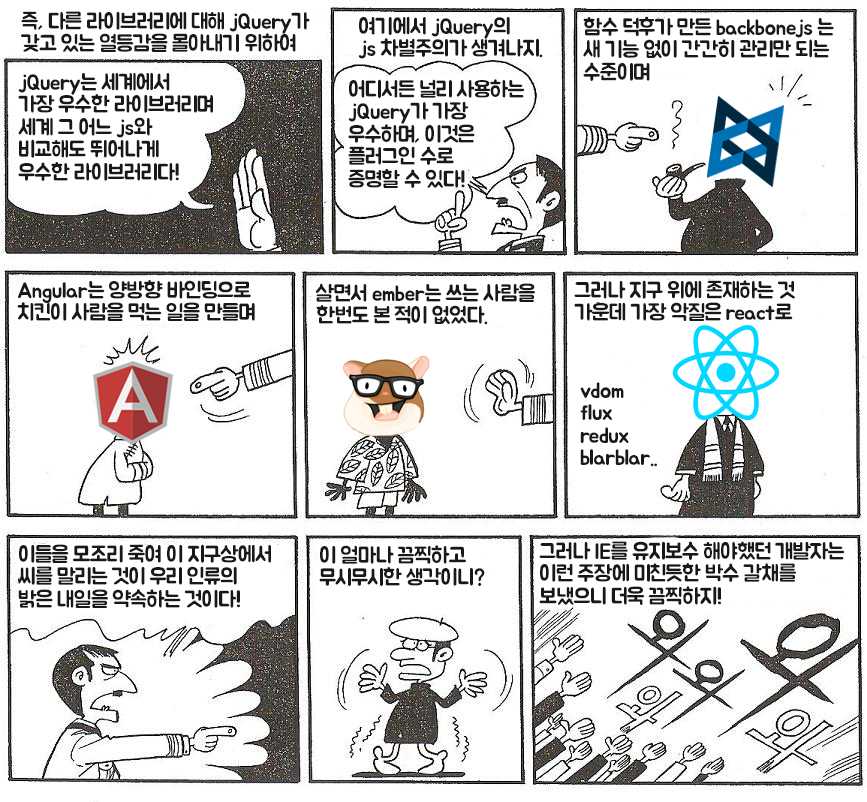 즉, 다른 라이브러리에 대해 jQuery가
갖고 있는 열등감을 몰아내기 위하여
jQuery는 세계에서
가장 우수한 라이브러리며
세계 그 어느 js와
비교해도 뛰어나게
우수한 라이브러리다!
여기에서 jQuery의
js 차별주의가 생겨나지.
어디서든 널리 사용하는
jQuery가 가장
우수하며, 이것은
플러그인 수로
증명할 수 있다!
함수 덕후가 만든 backbonejs 는
새 기능 없이 간간히 관리만 되는
수준이며
Angular는 양방향 바인딩으로
치킨이 사람을 먹는 일을 만들며
A
살면서 ember는 쓰는 사람을
한번도 본 적이 없었다.
그러나 지구 위에 존재하는 것
가운데 가장 악질은 react로
vdom
flux
redux
blarblar..
이들을 모조리 죽여 이 지구상에서
씨를 말리는 것이 우리 인류의
밝은 내일을 약속하는 것이다!
이 얼마나 끔찍하고
무시무시한 생각이니?
그러나 IE를 유지보수 해야했던 개발자는
이런 주장에 미친듯한 박수 갈채를
보냈으니 더욱 끔찍하지!
와
와
와
와
와